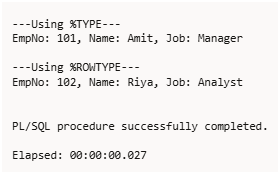 ---Using %TYPE---
EmpNo: 101, Name: Amit, Job: Manager
---Using %ROWTYPE---
EmpNo: 102, Name: Riya, Job: Analyst
PL/SQL procedure successfully completed.
Elapsed: 00:00:00.027